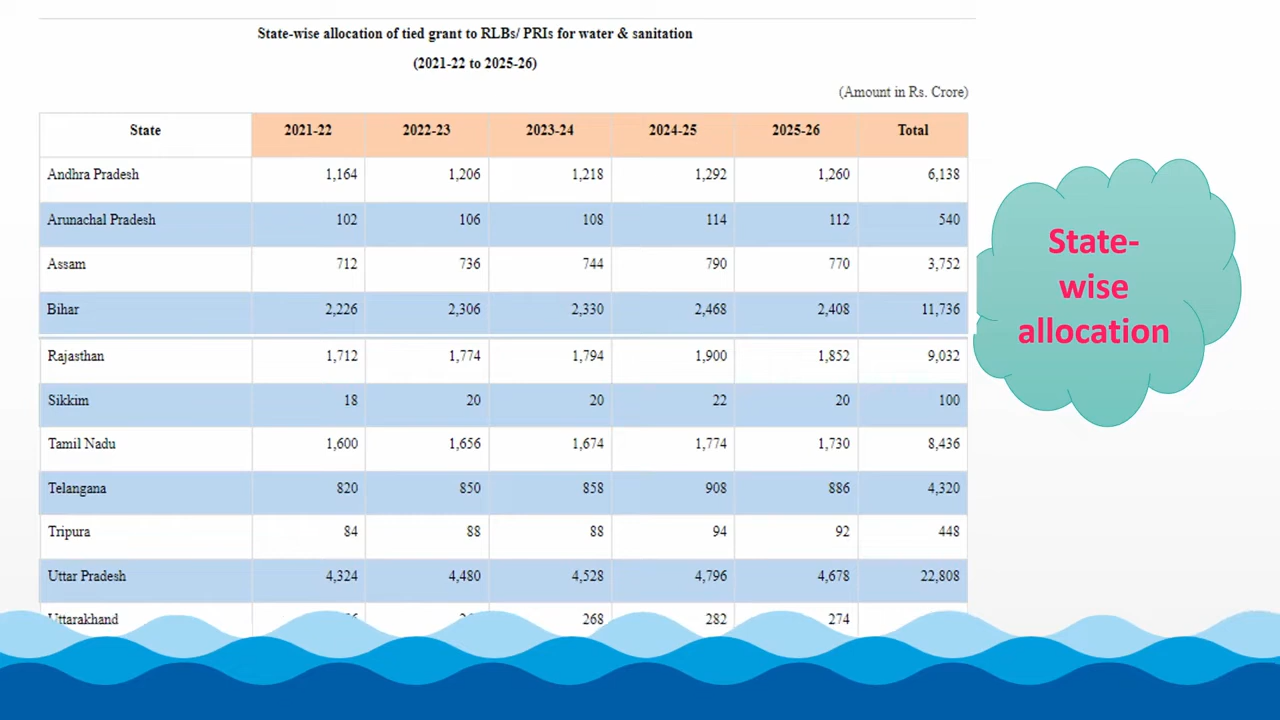 State-wise allocation of tied grant to RLBs/ PRIs for water & sanitation
(2021-22 to 2025-26)
(Amount in Rs. Crore)
State 2021-22 2022-23 2023-24 2024-25 2025-26 Total
Andhra Pradesh 1,164 1,206 1,218 1,292 1,260 6,138
Arunachal Pradesh 102 106 108 114 112 540
Assam 712 736 744 790 770 3,752
Bihar 2,226 2,306 2,330 2,468 2,408 11,736
Rajasthan 1,712 1,774 1,794 1,900 1,852 9,032
Sikkim 18 20 20 22 20 100
Tamil Nadu 1,600 1,656 1,674 1,774 1,730 8,436
Telangana 820 850 858 908 886 4,320
Tripura 84 88 88 94 92 448
Uttar Pradesh 4,324 4,480 4,528 4,796 4,678 22,808
Uttarakhand 268 282 274
State-
wise
allocation